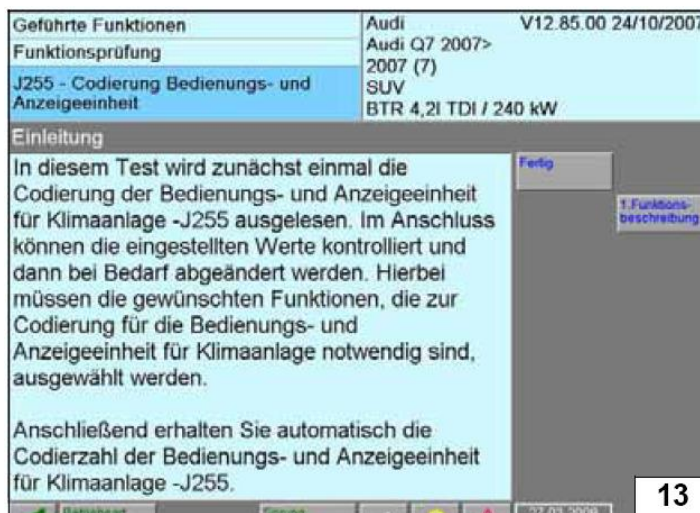 Geführte Funktionen
Funktionsprüfung
J255 - Codierung Bedienungs- und
Anzeigeeinheit
Audi V12.85.00 24/10/2007
Audi Q7 2007>
2007 (7)
SUV
BTR 4,2l TDI / 240 kW
Einleitung
In diesem Test wird zunächst einmal die
Codierung der Bedienungs- und Anzeigeeinheit
für Klimaanlage -J255 ausgelesen. Im Anschluss
können die eingestellten Werte kontrolliert und
dann bei Bedarf abgeändert werden. Hierbei
müssen die gewünschten Funktionen, die zur
Codierung für die Bedienungs- und
Anzeigeeinheit für Klimaanlage notwendig sind,
ausgewählt werden.
Anschließend erhalten Sie automatisch die
Codierzahl der Bedienungs- und Anzeigeeinheit
für Klimaanlage -J255.
Fertig
1.Funktions-
beschreibung
Betriebsart
27.03.2008
13